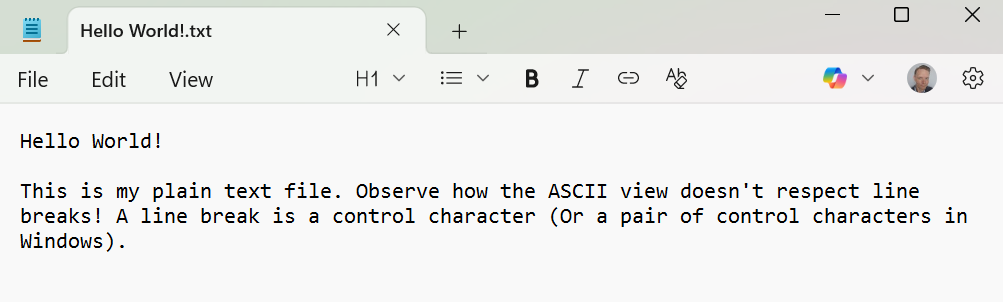 Hello World!.txt
File Edit View H1 B I
Hello World!
This is my plain text file. Observe how the ASCII view doesn't respect line
breaks! A line break is a control character (Or a pair of control characters in
Windows).